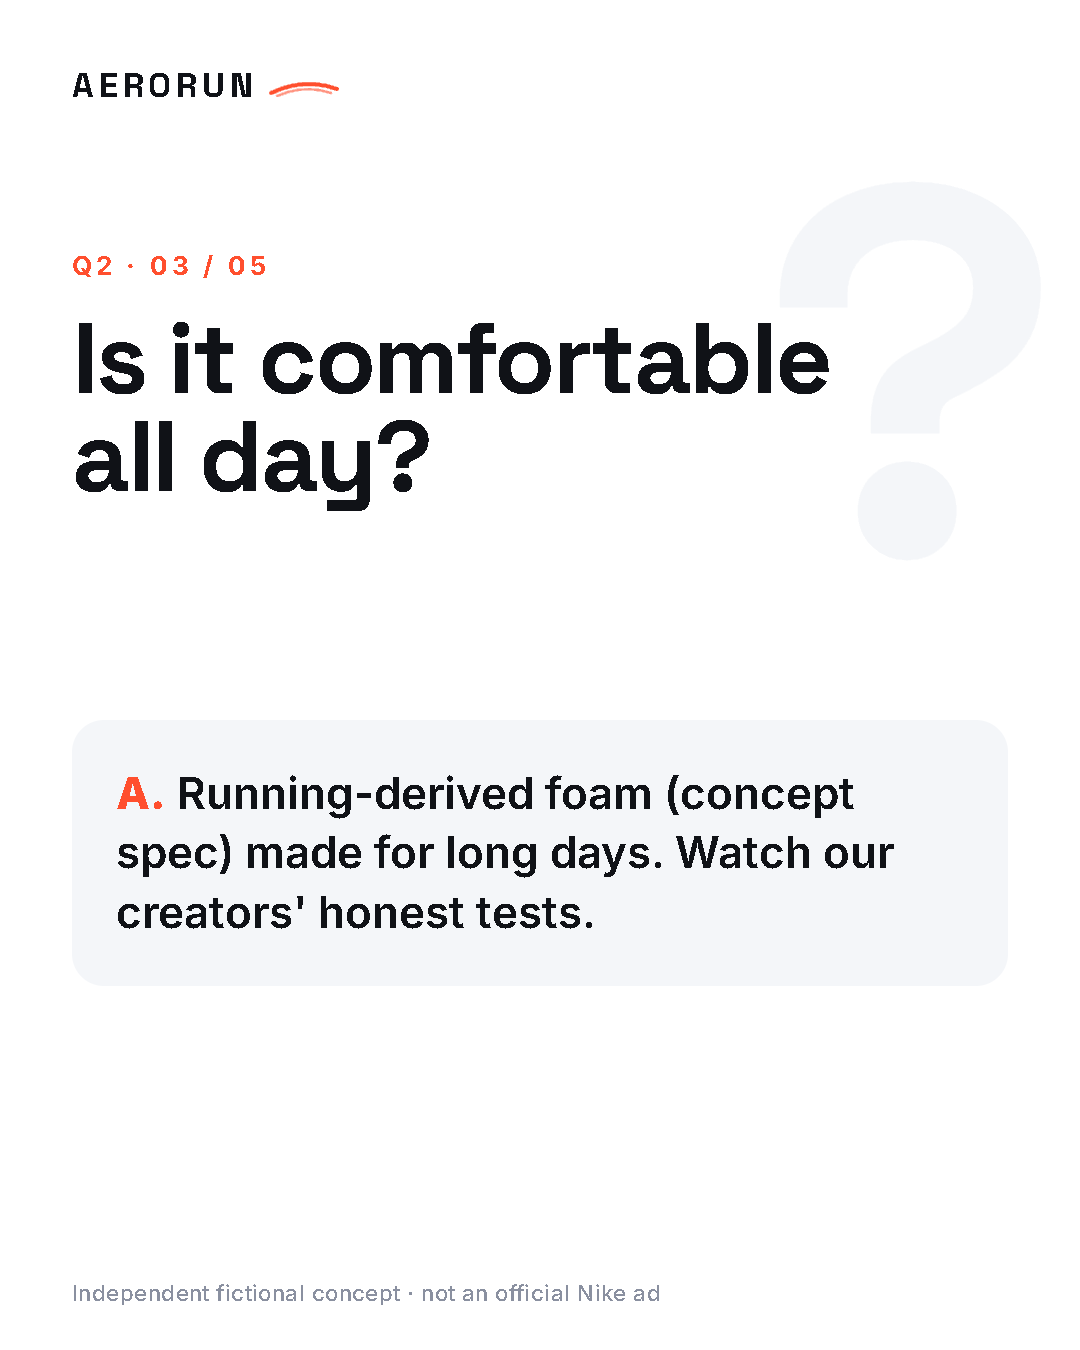 AERORUN
Q2 · 03 / 05
Is it comfortable
all day?
?
A. Running-derived foam (concept
spec) made for long days. Watch our
creators' honest tests.
Independent fictional concept · not an official Nike ad